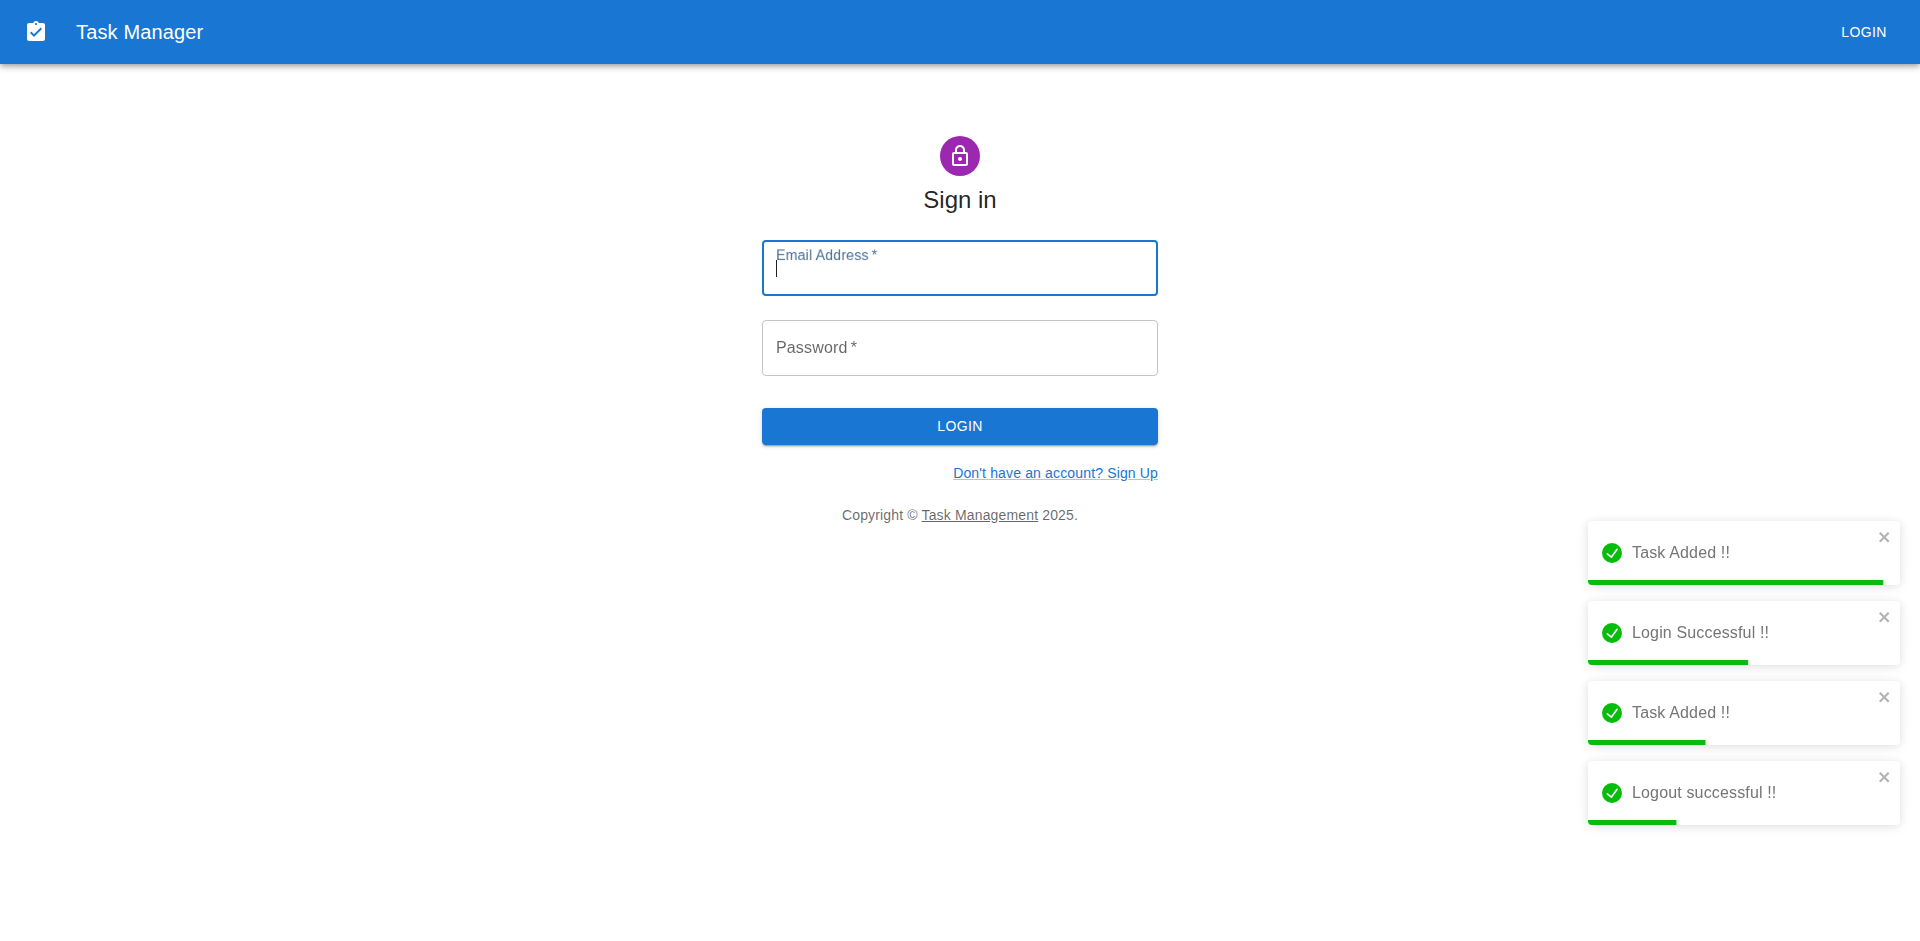 Task Manager
LOGIN
Sign in
Email Address *
Password *
LOGIN
Don't have an account? Sign Up
Copyright © Task Management 2025.
Task Added !!
Login Successful !!
Task Added !!
Logout successful !!